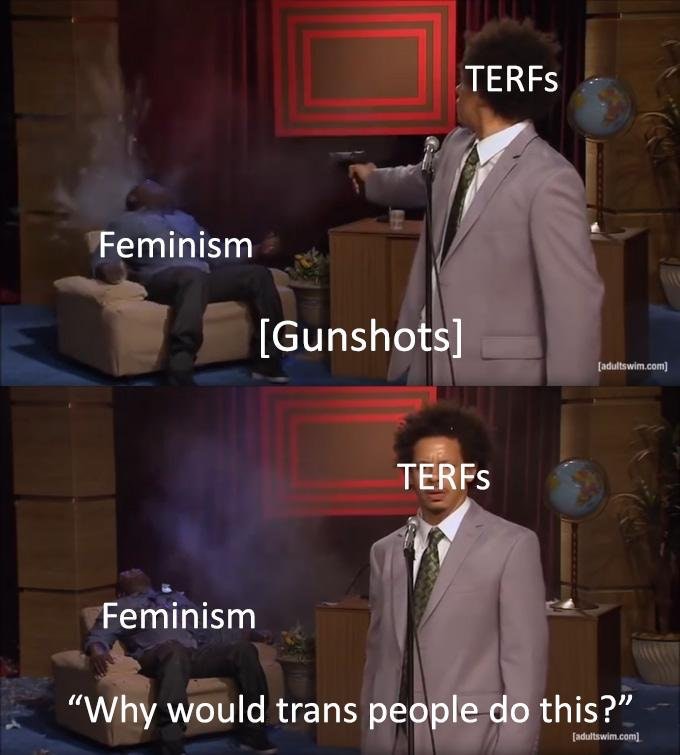 TERFs
Feminism
[Gunshots]
[adultswim.com]
TERFs
Feminism
“Why would trans people do this?”
[adultswim.com]